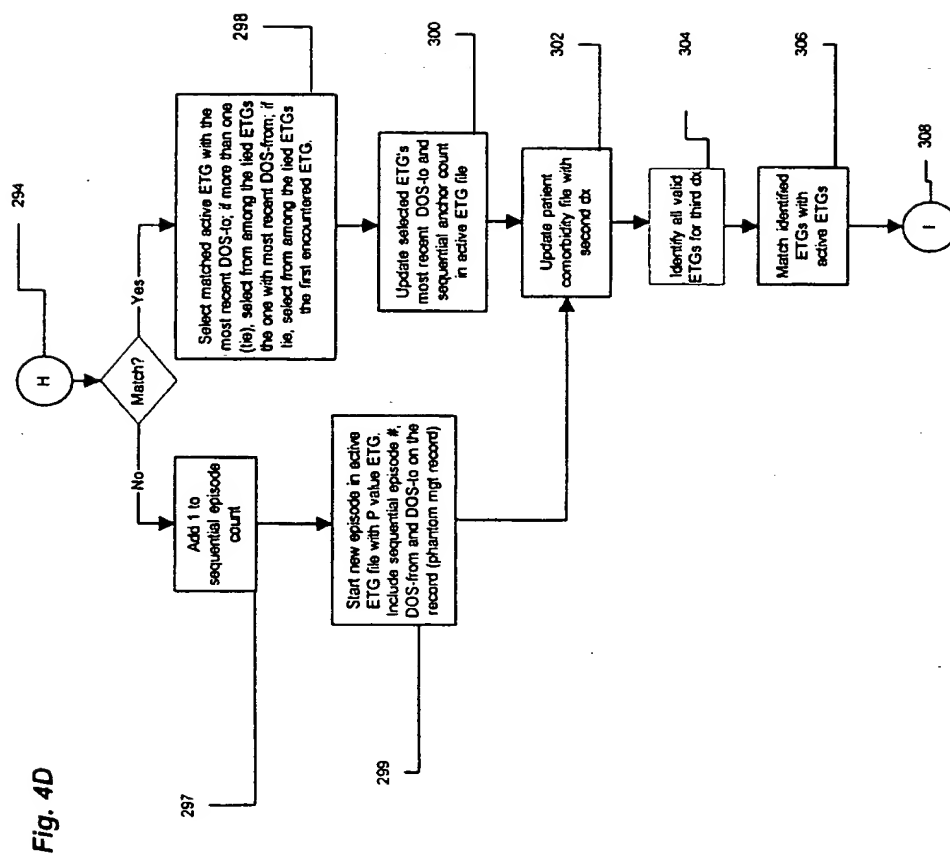 Fig. 4D
294
H
Match?
No
Yes
Add 1 to
sequential episode
count
297
Start new episode in active
ETG file with P value ETG.
Include sequential episode #,
DOS-from and DOS-to on the
record (phantom mgt record)
299
Select matched active ETG with the
most recent DOS-to; if more than one
(tie), select from among the tied ETGs
the one with most recent DOS-from; if
tie, select from among the tied ETGs
the first encountered ETG.
298
Update selected ETG's
most recent DOS-to and
sequential anchor count
in active ETG file
300
Update patient
comorbidity file with
second dx
302
Identify all valid
ETGs for third dx
304
Match identified
ETGs with
active ETGs
306
I
308